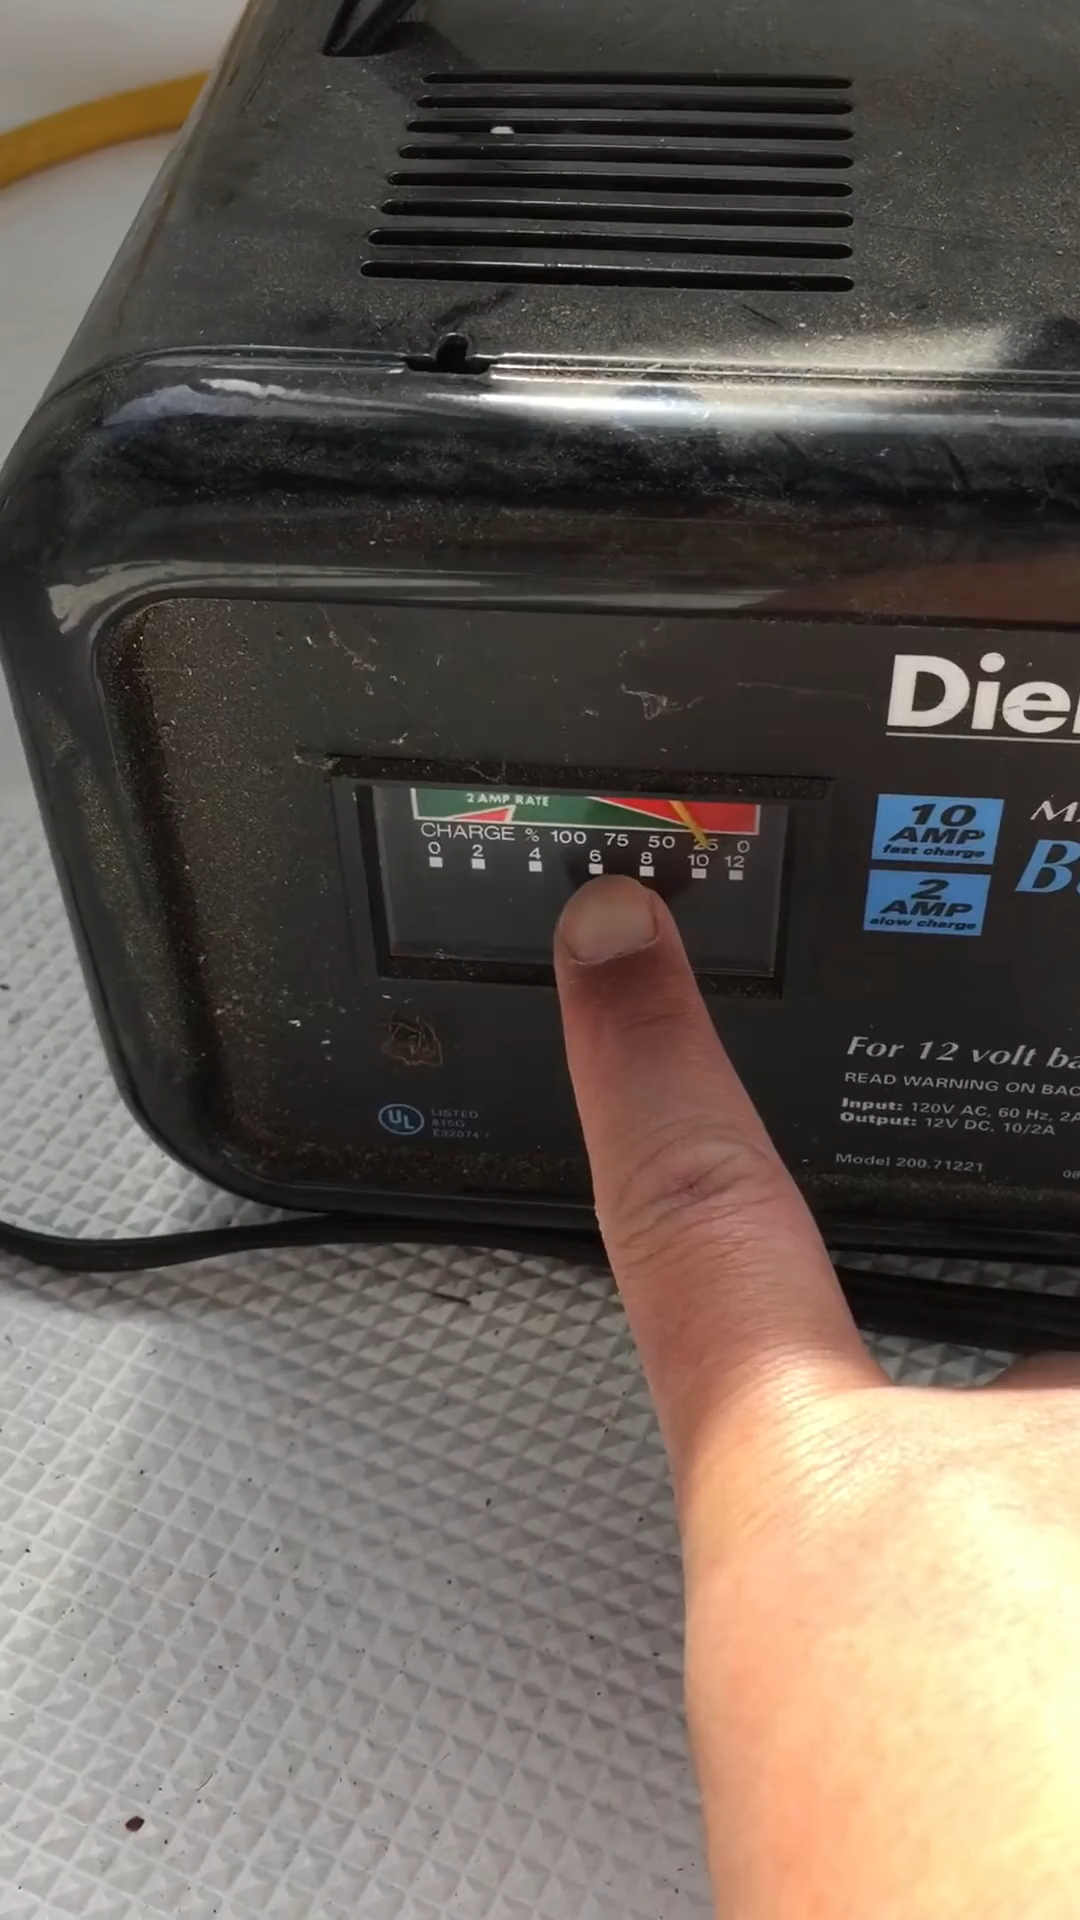 Die
2 AMP RATE
CHARGE % 100 75 50 25 0
0 2 4 6 8 10 12
10
AMP
fast charge
2
AMP
slow charge
For 12 volt
READ WARNING ON
Input: 120V AC, 60 Hz,
Output: 12V DC, 10/2A
Model 200.71221
UL
LISTED